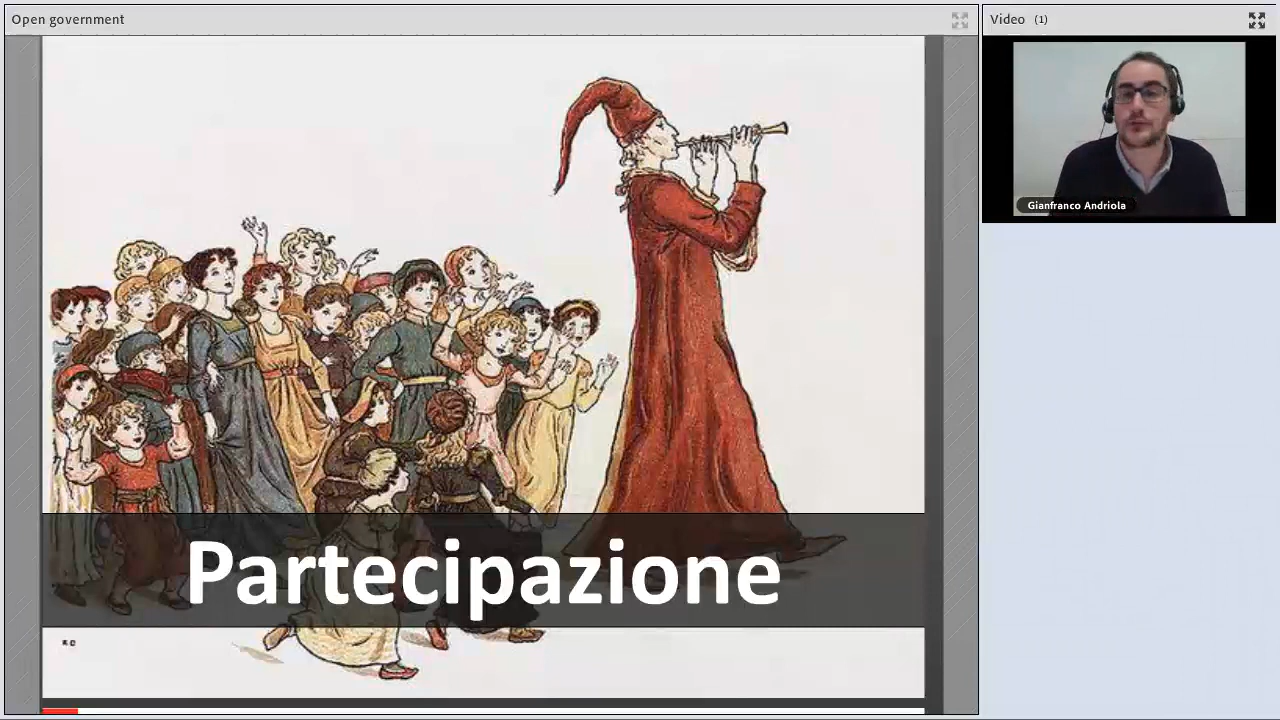 Open government
Video (1)
Gianfranco Andriola
Partecipazione